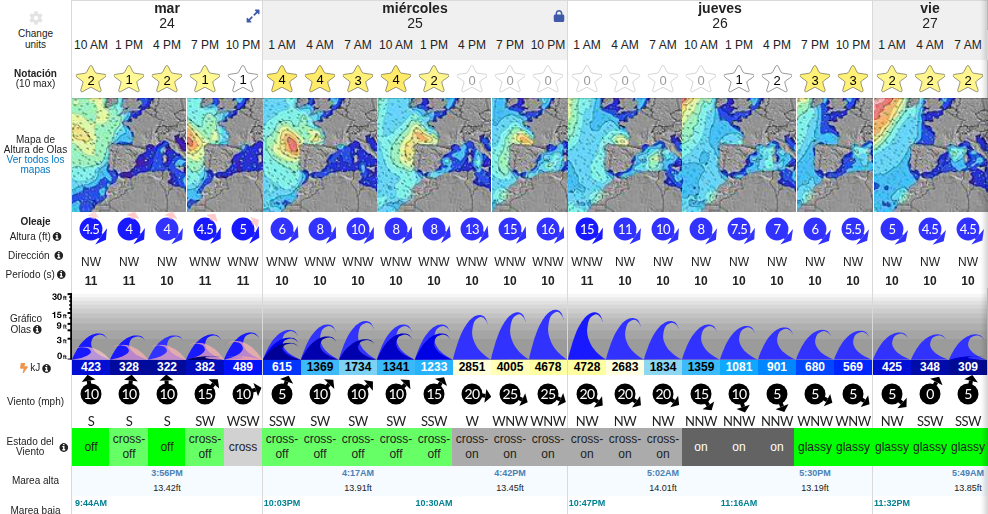 mar
24
miércoles
25
jueves
26
vie
27
Change
units
10 AM 1 PM 4 PM 7 PM 10 PM 1 AM 4 AM 7 AM 10 AM 1 PM 4 PM 7 PM 10 PM 1 AM 4 AM 7 AM 10 AM 1 PM 4 PM 7 PM 10 PM 1 AM 4 AM 7 AM
Notación
(10 max)
2 1 2 1 1 4 4 3 4 2 0 0 0 0 0 0 0 1 2 3 3 2 2 2
Mapa de
Altura de Olas
Ver todos los
mapas
Oleaje
Altura (ft)
4.5 4 4 4.5 5 6 8 10 8 8 13 15 16 15 11 10 8 7.5 7 6 5.5 5 4.5 4.5
Dirección
NW NW NW WNW WNW WNW WNW WNW WNW WNW WNW WNW WNW WNW NW NW NW NW NW NW NW NW NW NW
Período (s)
11 11 10 11 11 10 10 10 10 10 10 10 10 11 10 10 10 10 10 10 10 10 10 10
Gráfico
Olas
30ft
15ft
9ft
3ft
0ft
kJ
423 328 322 382 489 615 1369 1734 1341 1233 2851 4005 4678 4728 2683 1834 1359 1081 901 680 569 425 348 309
Viento (mph)
10 10 10 15 10 5 10 10 10 15 20 25 25 20 20 20 15 10 5 5 5 5 0 5
S S S SW WSW SSW SW SW SW SSW W WNW WNW NW NW NW NNW NNW NNW WNW WNW NW SSW SSW
Estado del
Viento
off cross-off off cross-off cross cross-off cross-off cross-off cross-off cross-off cross-on cross-on cross-on cross-on cross-on cross-on on on on glassy glassy glassy glassy glassy
Marea alta
3:56PM 4:17AM 4:42PM 5:02AM 5:30PM 5:49AM
13.42ft 13.91ft 13.45ft 14.01ft 13.19ft 13.85ft
Marea baja
9:44AM 10:03PM 10:30AM 10:47PM 11:16AM 11:32PM